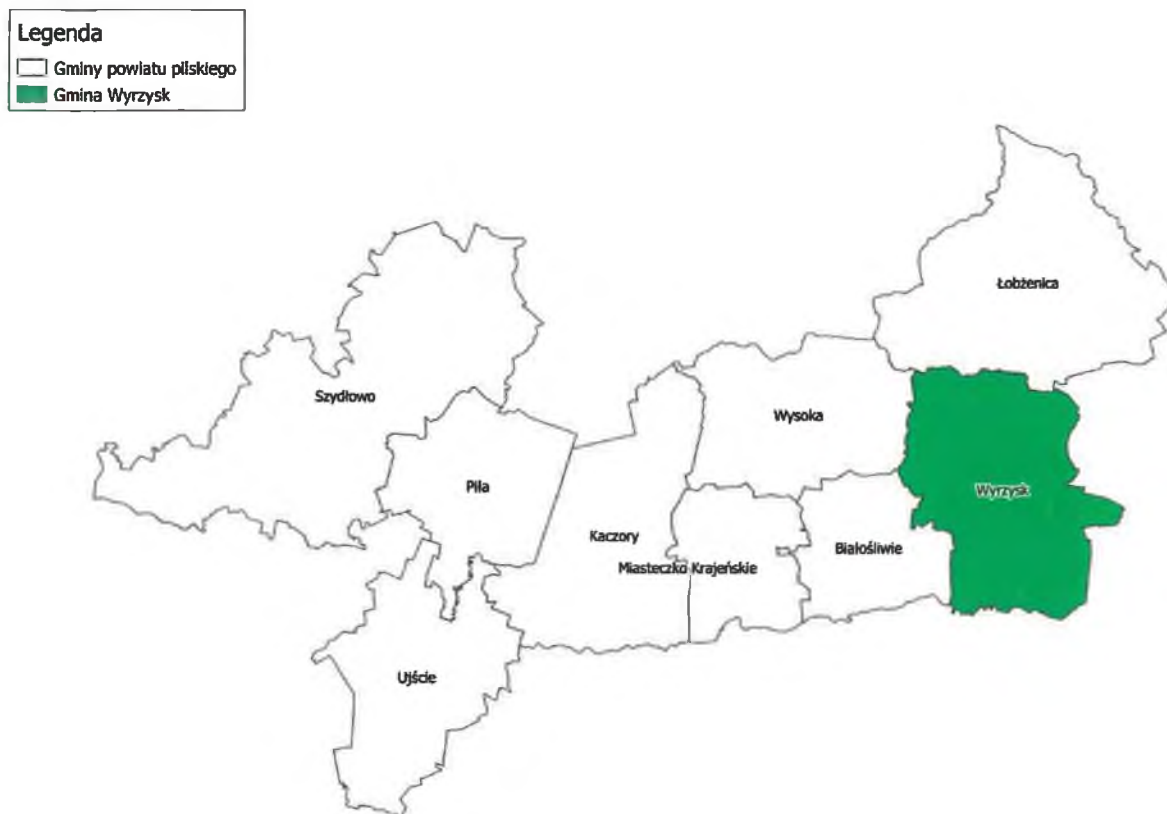 Legenda
Gminy powiatu pilskiego
Gmina Wyrzysk
Łobżenica
Szydłowo
Wysoka
Piła
Wyrzysk
Kaczory
Białośliwie
Miasteczko Krajeńskie
Ujście